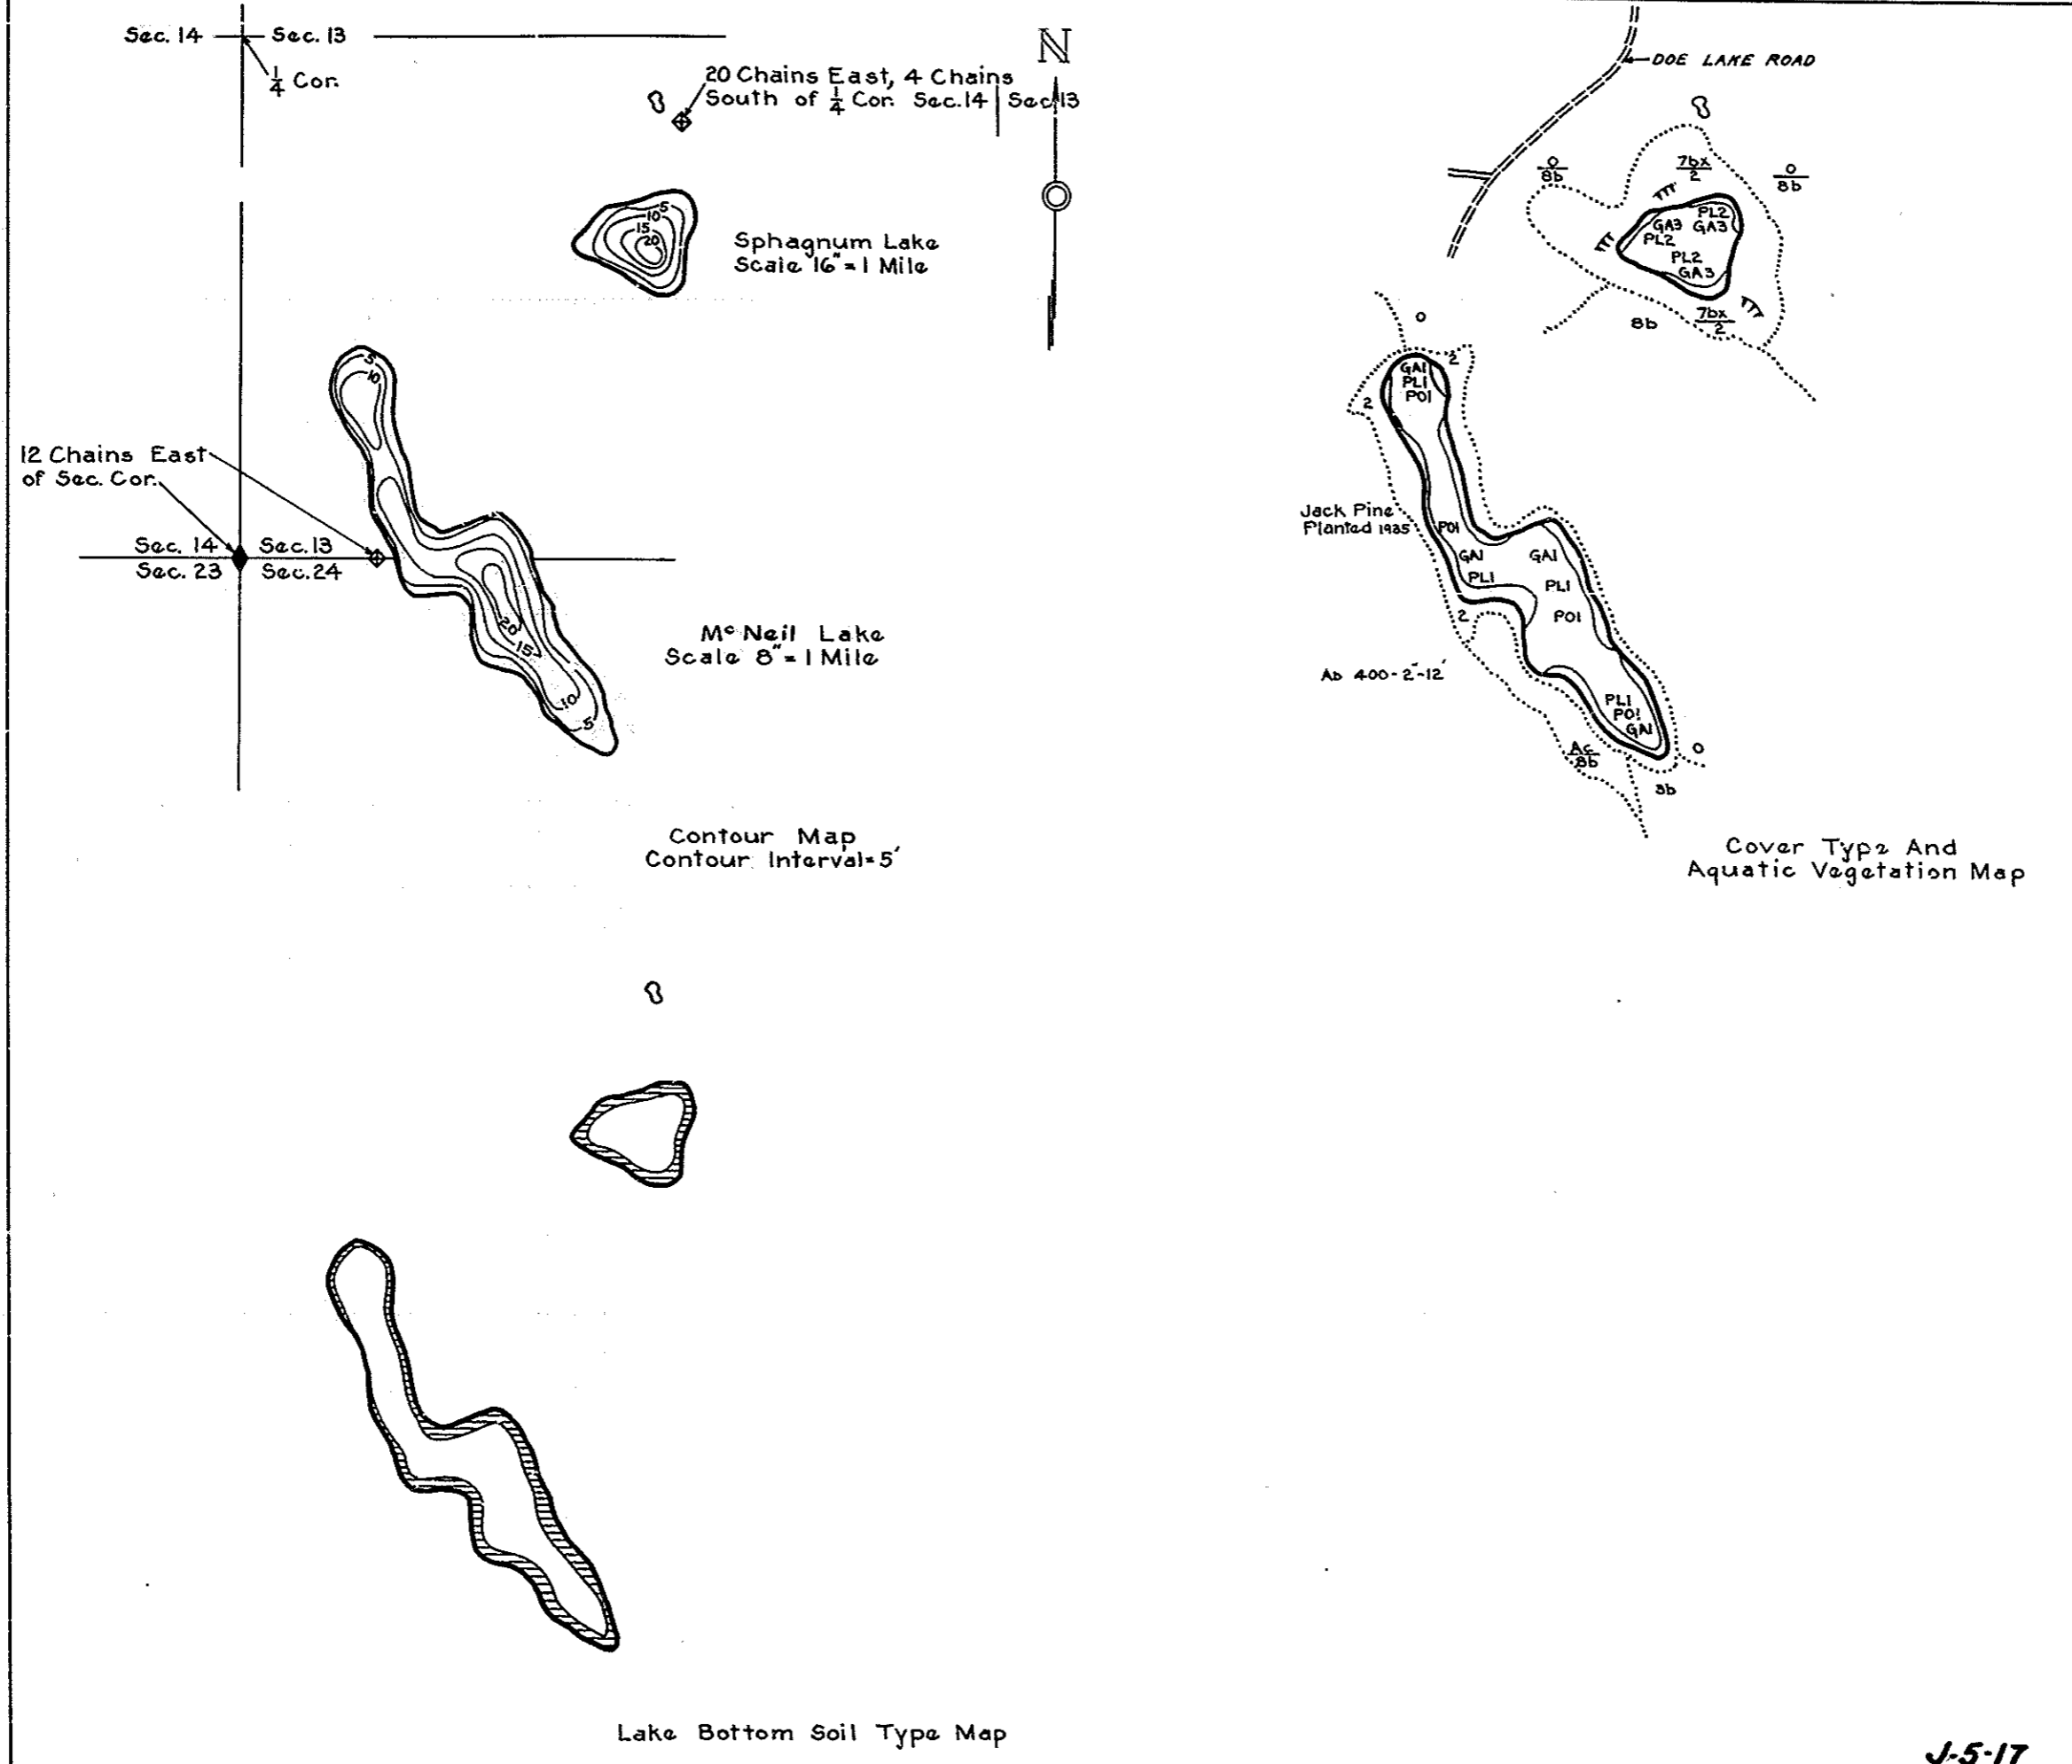 Sec. 14
Sec. 13
1/4 Cor.
N
20 Chains East, 4 Chains
South of 1/4 Cor. Sec. 14 | Sec 13
5
10
15
20
Sphagnum Lake
Scale 16" = 1 Mile
5
10
12 Chains East
of Sec. Cor.
Sec. 14
Sec. 13
Sec. 23
Sec. 24
20
15
10
5
McNeil Lake
Scale 8" = 1 Mile
Contour Map
Contour Interval = 5'
DOE LAKE ROAD
O
8b
7bx
2
O
8b
PL2
GA3 GA3
PL2
PL2
GA3
7bx
2
8b
O
2
GA1
PL1
PO1
2
Jack Pine
Planted 1935
PO1
GA1
GA1
PL1
PL1
PO1
2
Ab 400-2"-12'
PL1
PO1
GA1
Ac
8b
O
8b
Cover Type And
Aquatic Vegetation Map
Lake Bottom Soil Type Map
J-5-17